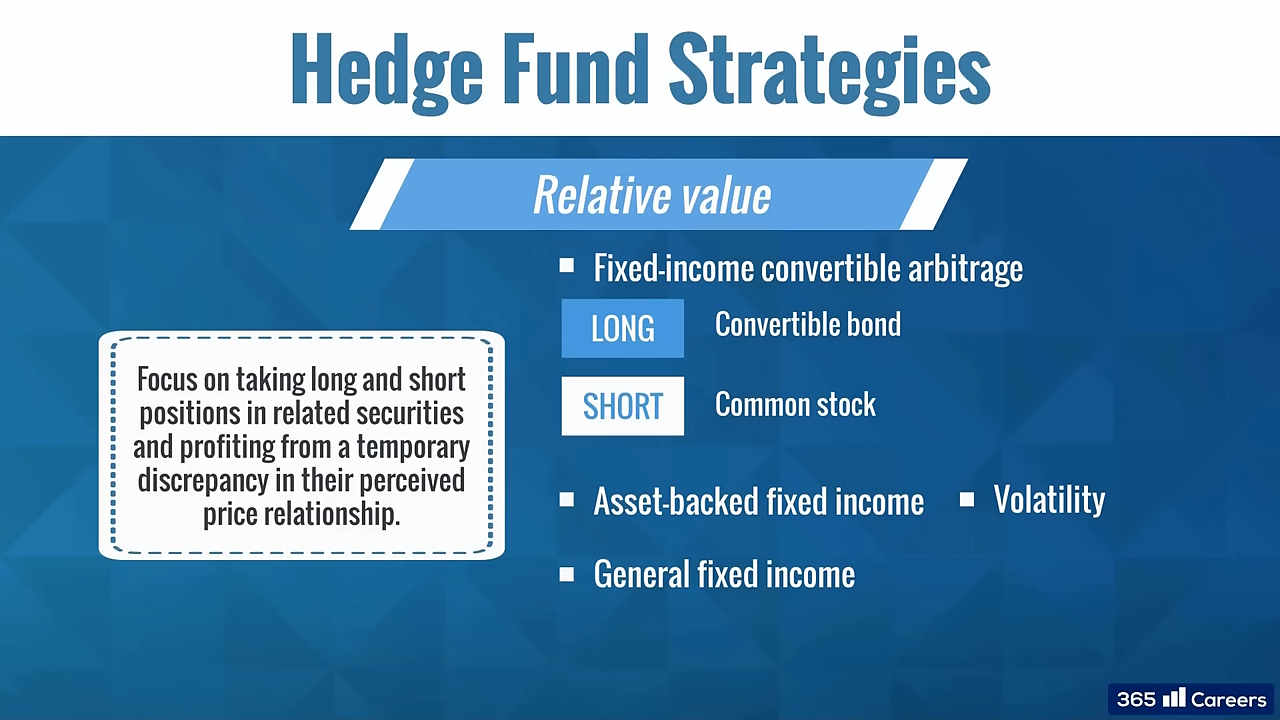 Hedge Fund Strategies
Relative value
Focus on taking long and short
positions in related securities
and profiting from a temporary
discrepancy in their perceived
price relationship.
Fixed-income convertible arbitrage
LONG Convertible bond
SHORT Common stock
Asset-backed fixed income
Volatility
General fixed income
365 Careers